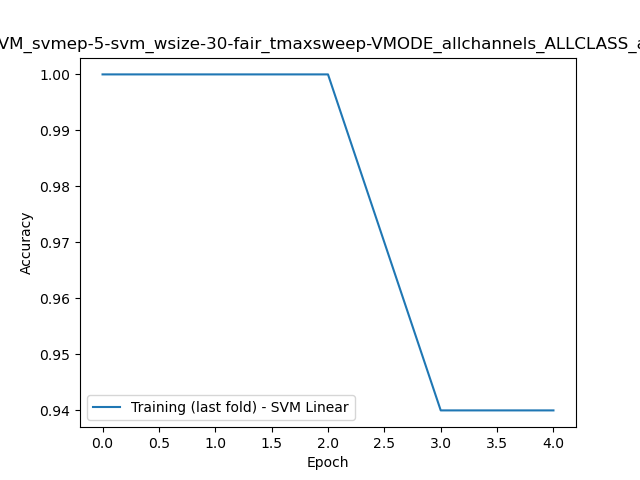 VM_svmep-5-svm_wsize-30-fair_tmaxsweep-VMODE_allchannels_ALLCLASS_a
1.00
0.99
0.98
0.97
0.96
0.95
0.94
Accuracy
Training (last fold) - SVM Linear
0.0 0.5 1.0 1.5 2.0 2.5 3.0 3.5 4.0
Epoch